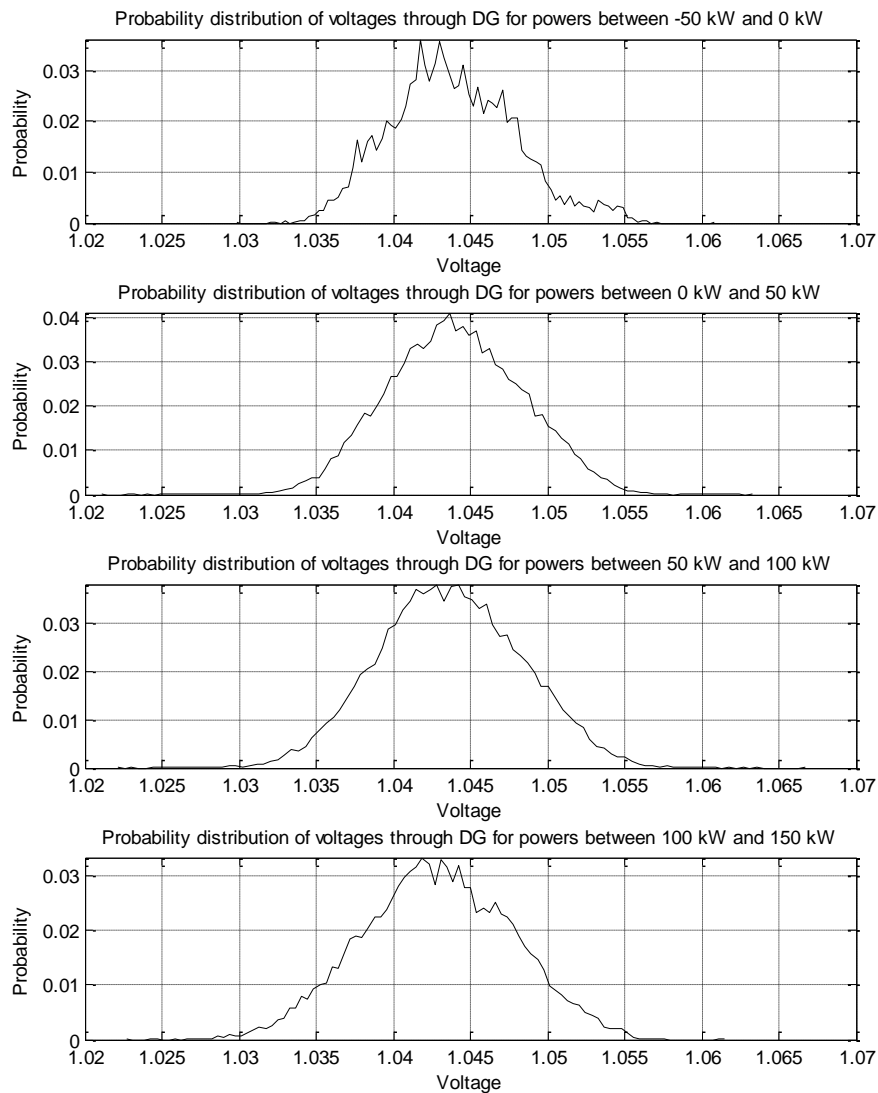 Probability distribution of voltages through DG for powers between -50 kW and 0 kW
0.03
0.02
0.01
0
Probability
1.02 1.025 1.03 1.035 1.04 1.045 1.05 1.055 1.06 1.065 1.07
Voltage
Probability distribution of voltages through DG for powers between 0 kW and 50 kW
0.04
0.03
0.02
0.01
0
Probability
1.02 1.025 1.03 1.035 1.04 1.045 1.05 1.055 1.06 1.065 1.07
Voltage
Probability distribution of voltages through DG for powers between 50 kW and 100 kW
0.03
0.02
0.01
0
Probability
1.02 1.025 1.03 1.035 1.04 1.045 1.05 1.055 1.06 1.065 1.07
Voltage
Probability distribution of voltages through DG for powers between 100 kW and 150 kW
0.03
0.02
0.01
0
Probability
1.02 1.025 1.03 1.035 1.04 1.045 1.05 1.055 1.06 1.065 1.07
Voltage